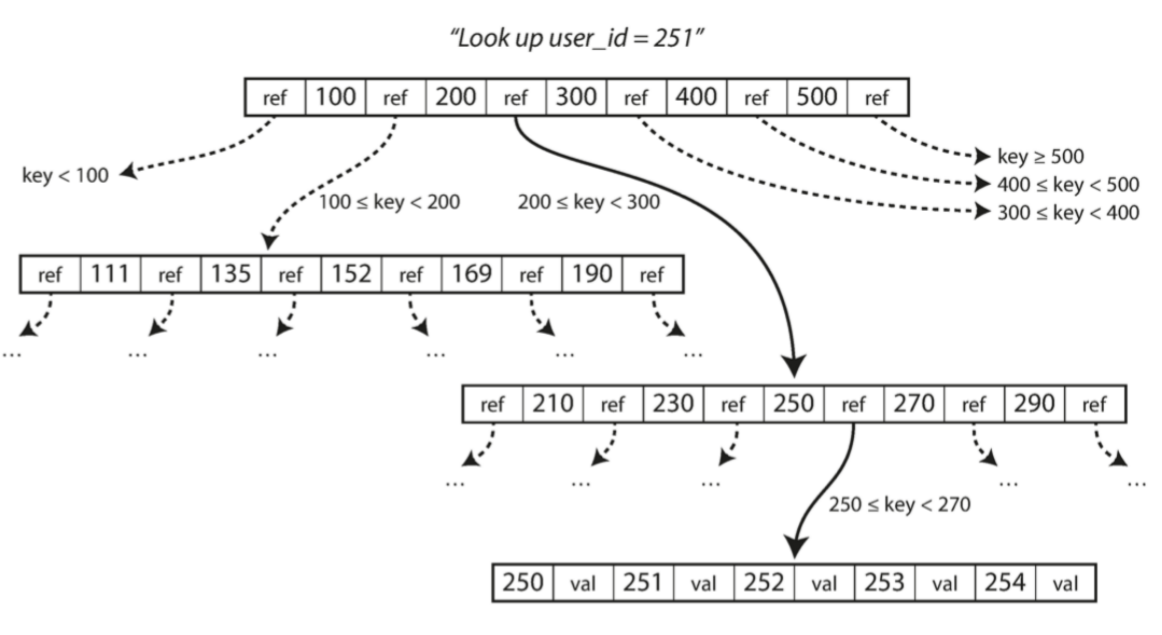 “Look up user_id = 251”
ref 100 ref 200 ref 300 ref 400 ref 500 ref
key < 100
key ≥ 500
400 ≤ key < 500
300 ≤ key < 400
100 ≤ key < 200
200 ≤ key < 300
ref 111 ref 135 ref 152 ref 169 ref 190 ref
... ... ... ... ... ...
ref 210 ref 230 ref 250 ref 270 ref 290 ref
... ... ... ... ...
250 ≤ key < 270
250 val 251 val 252 val 253 val 254 val